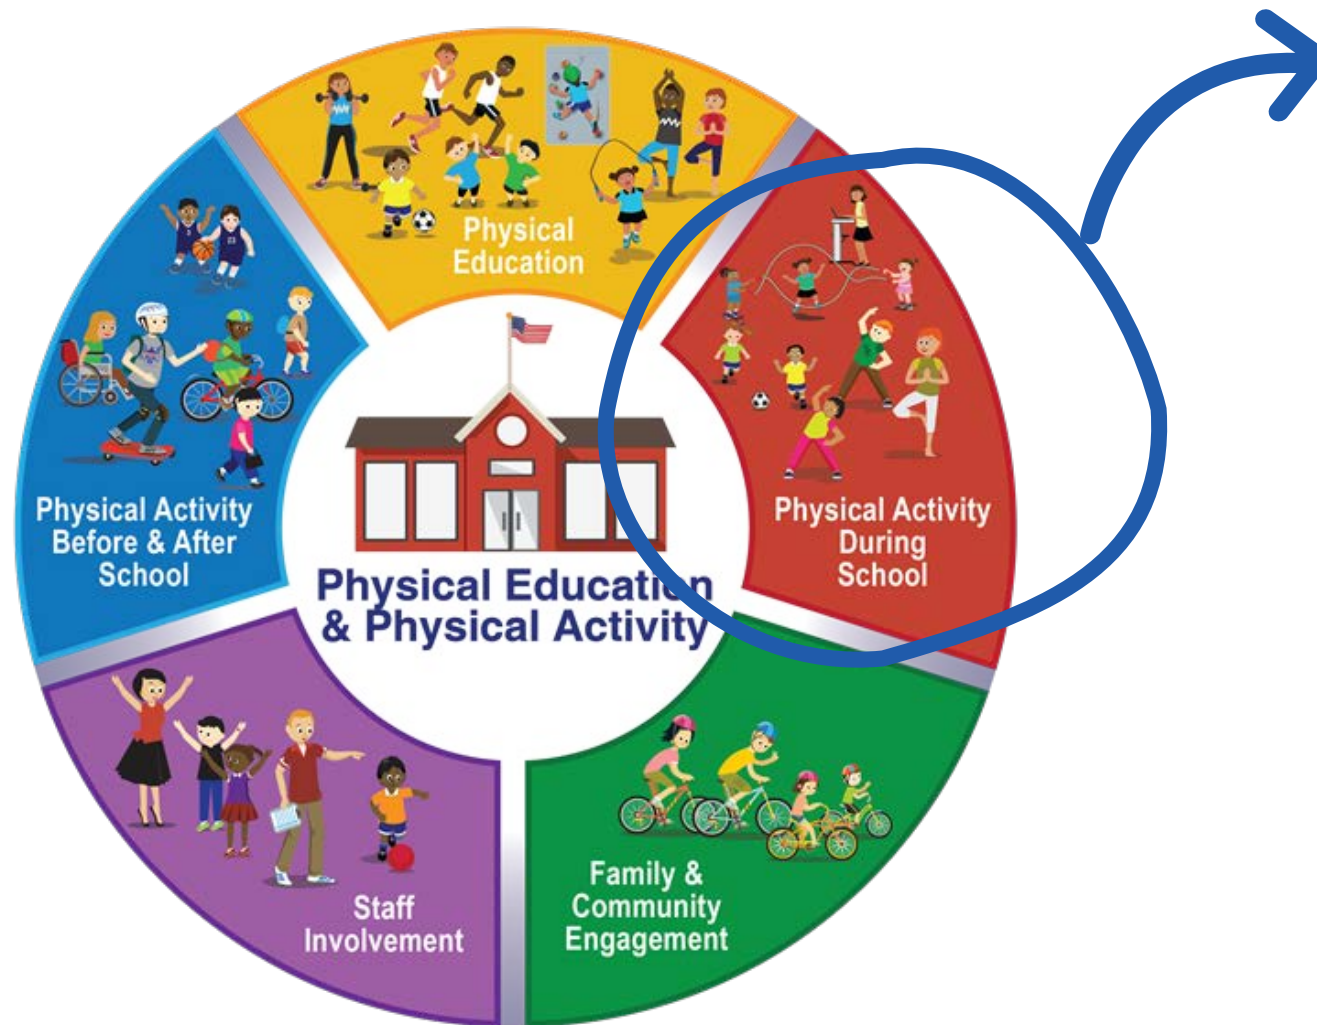 Physical
Education
Physical Activity
Before & After
School
Physical Activity
During
School
Physical Education
& Physical Activity
Staff
Involvement
Family &
Community
Engagement